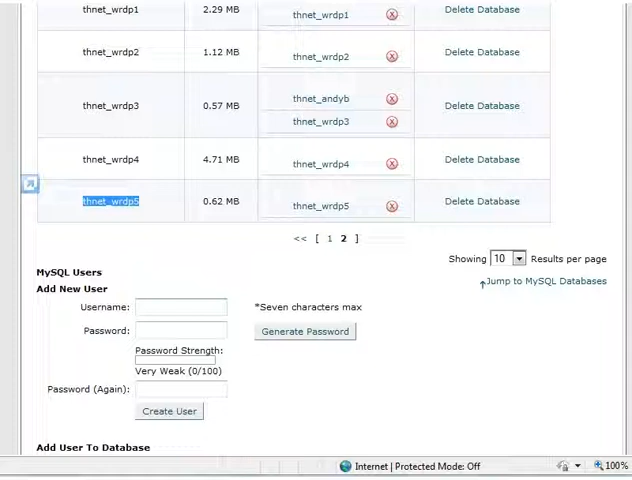 thnet_wrdp1 2.29 MB thnet_wrdp1 Delete Database
thnet_wrdp2 1.12 MB thnet_wrdp2 Delete Database
thnet_wrdp3 0.57 MB thnet_andyb Delete Database
thnet_wrdp3
thnet_wrdp4 4.71 MB thnet_wrdp4 Delete Database
thnet_wrdp5 0.62 MB thnet_wrdp5 Delete Database
<< [ 1 2 ]
Showing 10 Results per page
MySQL Users
Jump to MySQL Databases
Add New User
Username: *Seven characters max
Password: Generate Password
Password Strength:
Very Weak (0/100)
Password (Again):
Create User
Add User To Database
Internet | Protected Mode: Off 100%